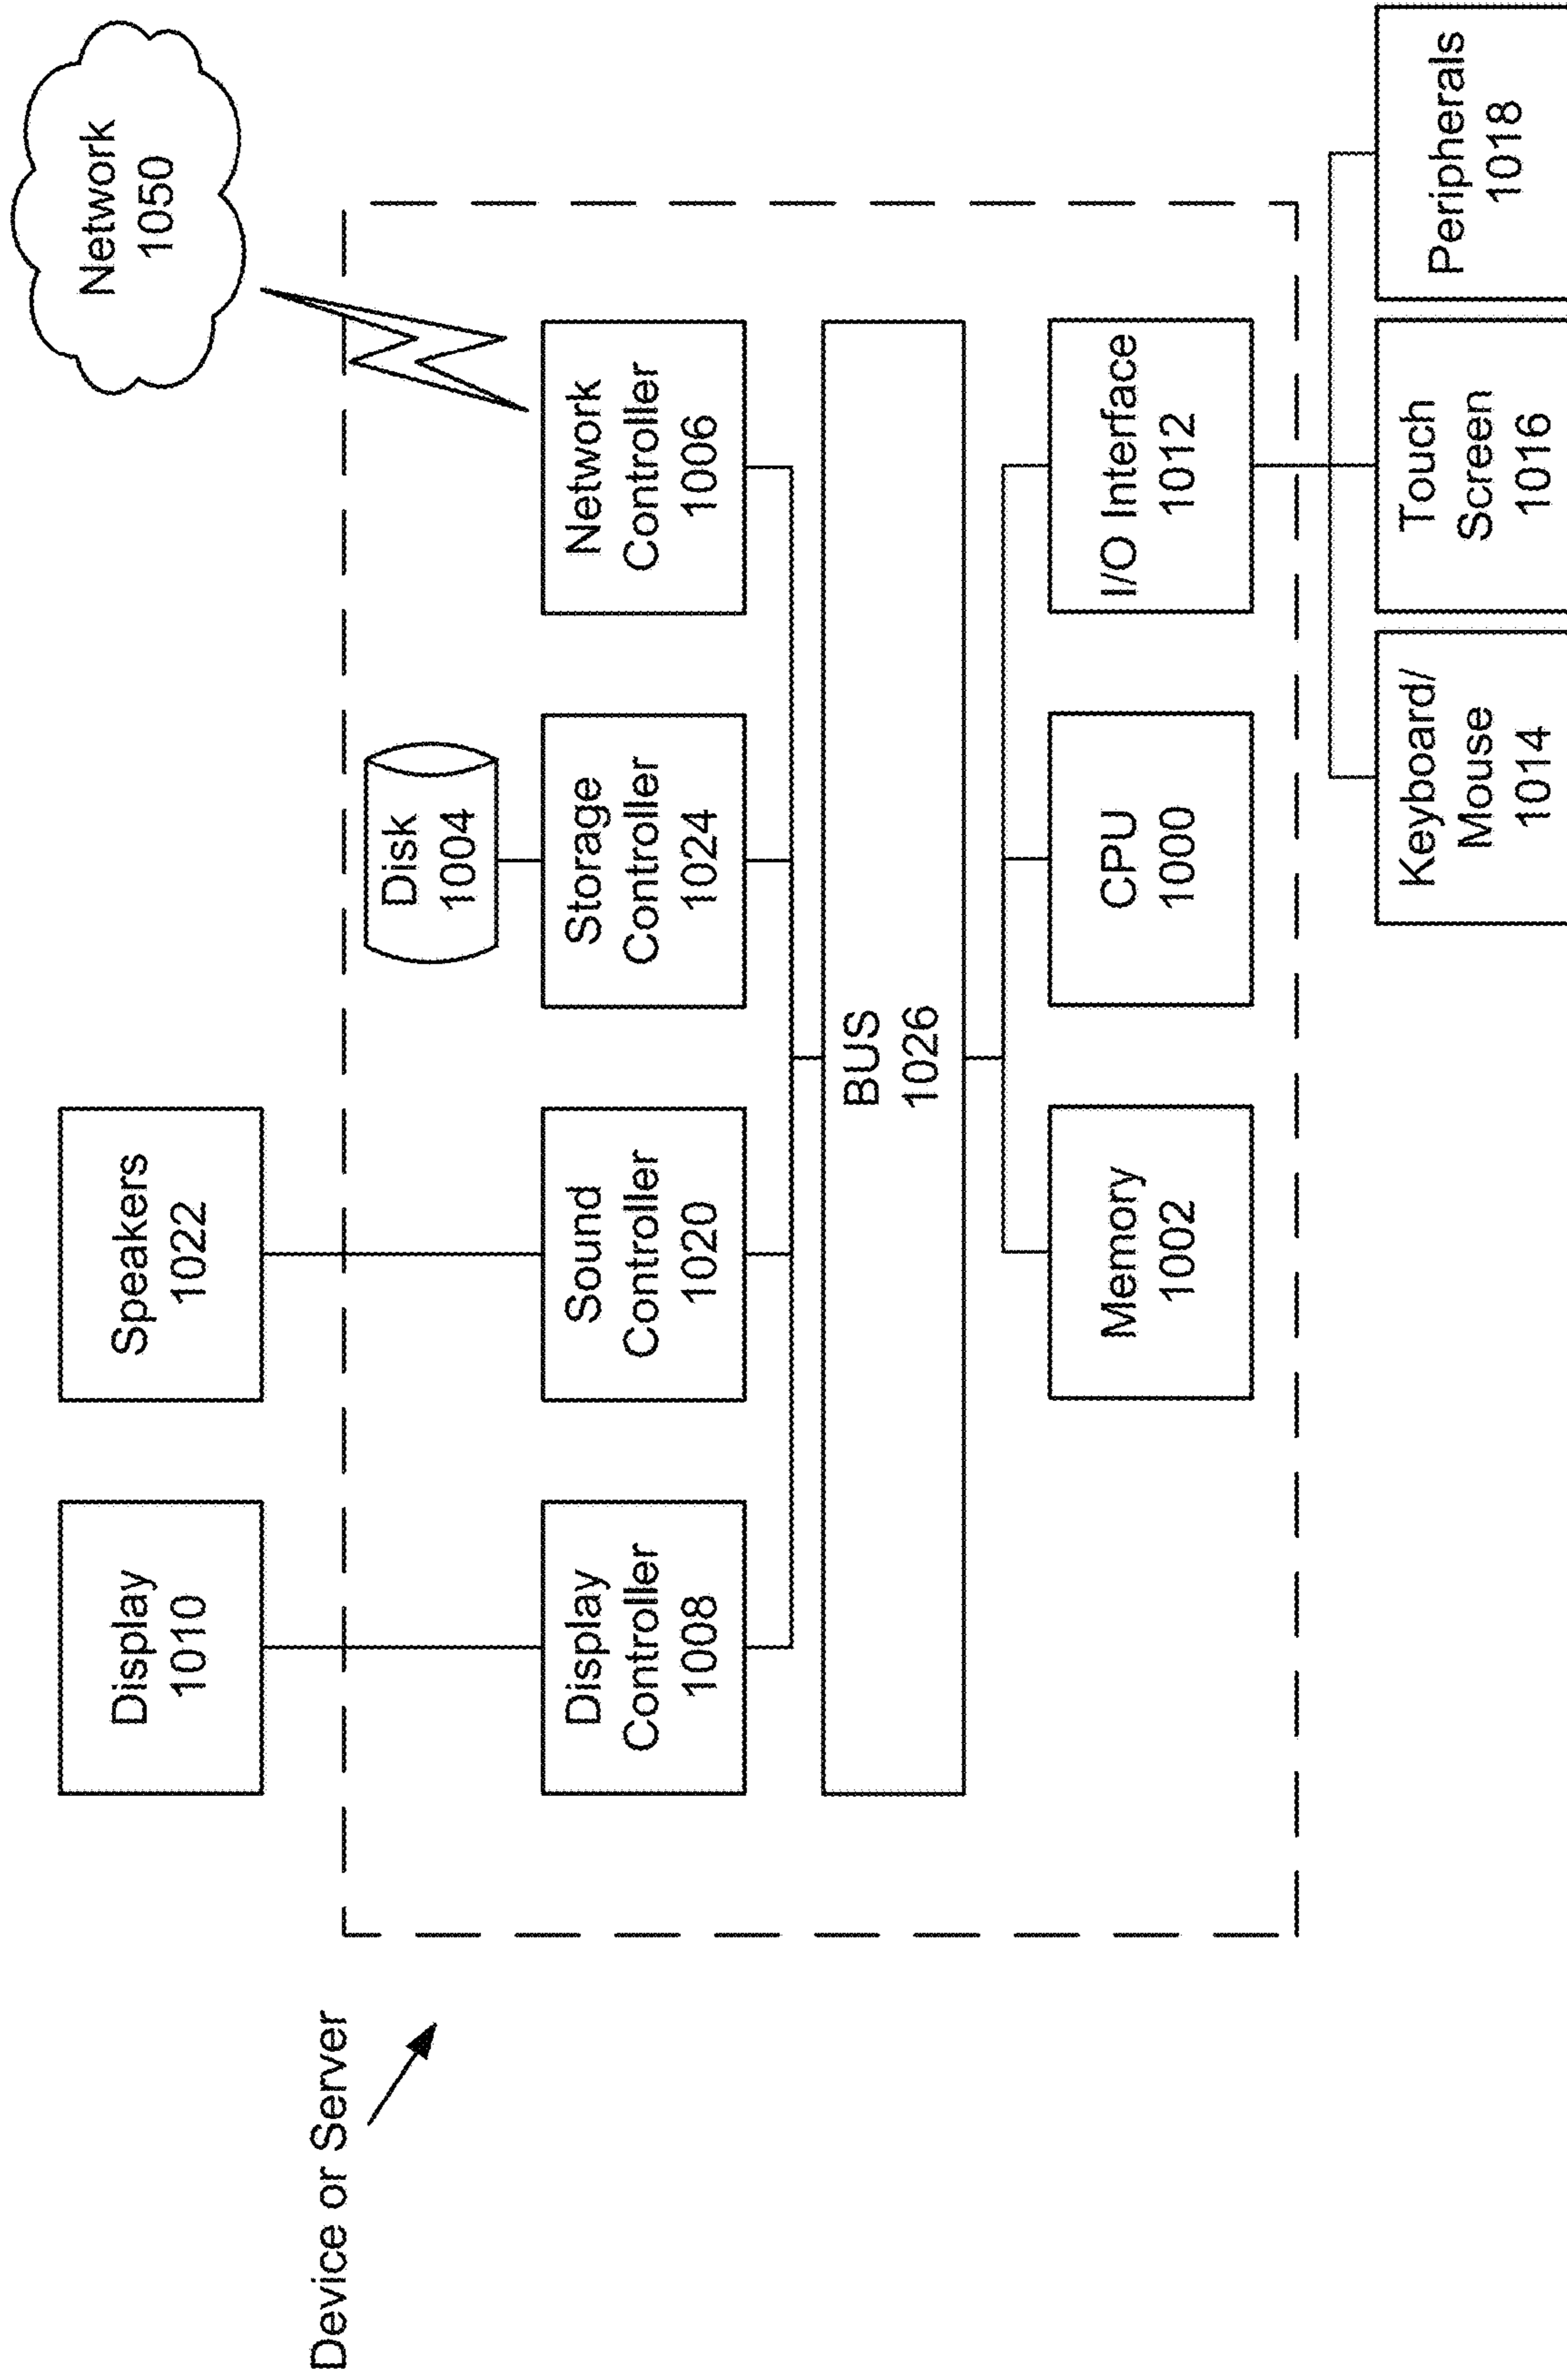 Network
1050
Display
1010
Speakers
1022
Disk
1004
Display
Controller
1008
Sound
Controller
1020
Storage
Controller
1024
Network
Controller
1006
BUS
1026
Memory
1002
CPU
1000
I/O Interface
1012
Keyboard/
Mouse
1014
Touch
Screen
1016
Peripherals
1018
Device or Server